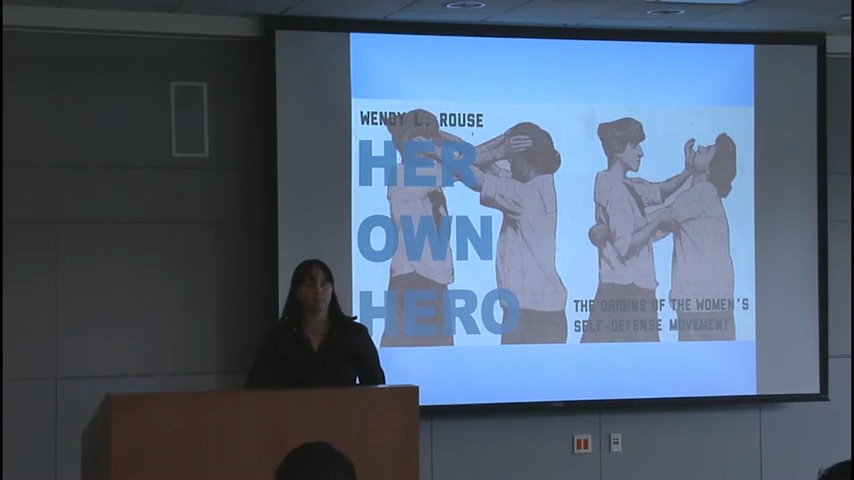 WENDY L. ROUSE
HER
OWN
HERO
THE ORIGINS OF THE WOMEN'S
SELF-DEFENSE MOVEMENT